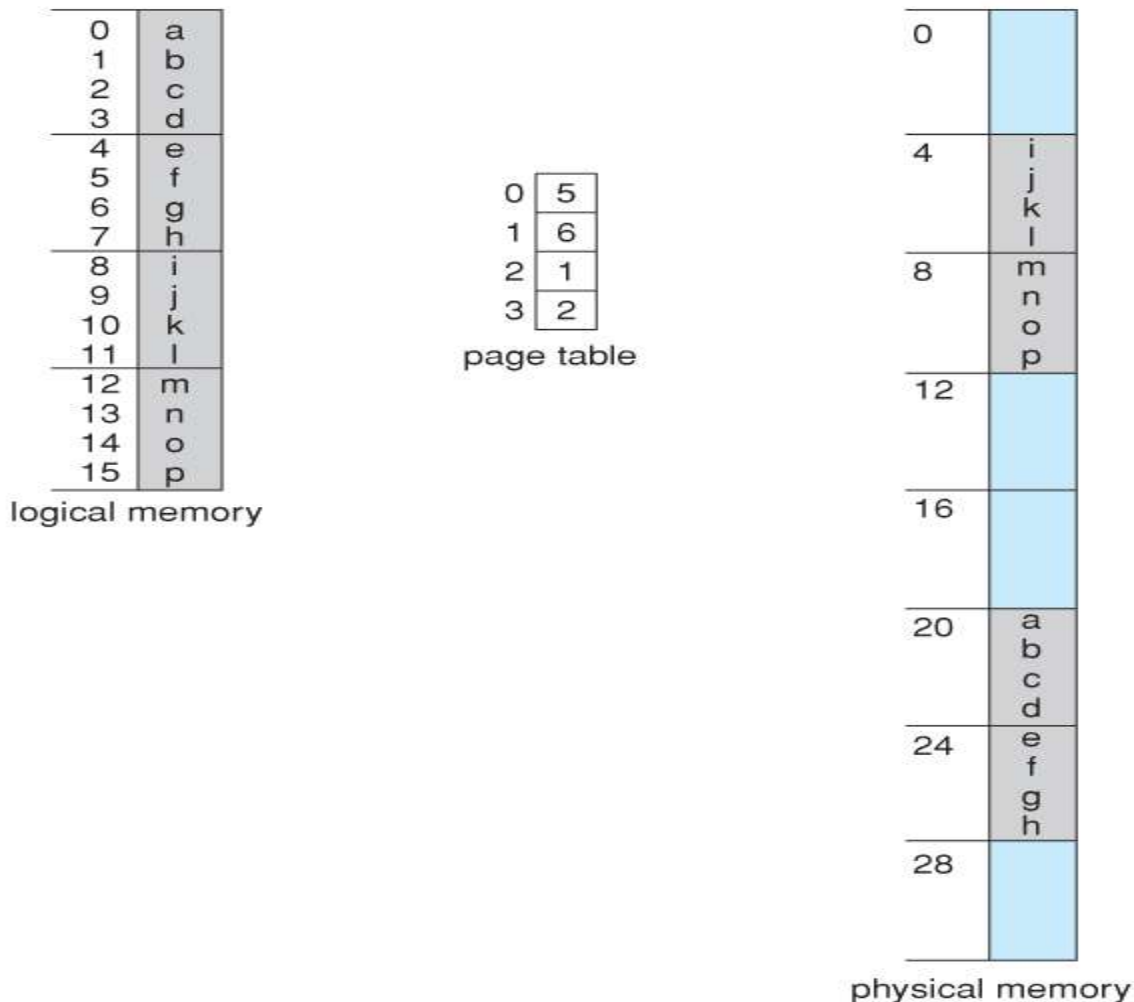 0 a
1 b
2 c
3 d
4 e
5 f
6 g
7 h
8 i
9 j
10 k
11 l
12 m
13 n
14 o
15 p
logical memory
0 5
1 6
2 1
3 2
page table
0
4 i
j
k
l
8 m
n
o
p
12
16
20 a
b
c
d
24 e
f
g
h
28
physical memory